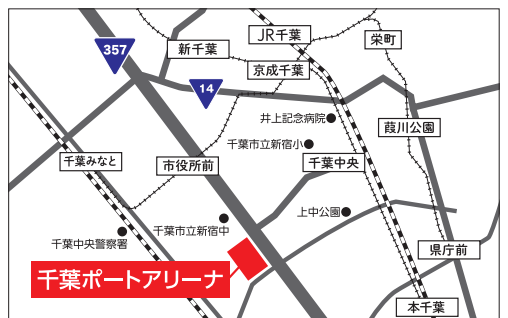 JR千葉
栄町
357
新千葉
京成千葉
14
井上記念病院
葭川公園
千葉市立新宿小
千葉みなと
市役所前
千葉中央
上中公園
千葉市立新宿中
千葉中央警察署
県庁前
千葉ポートアリーナ
本千葉